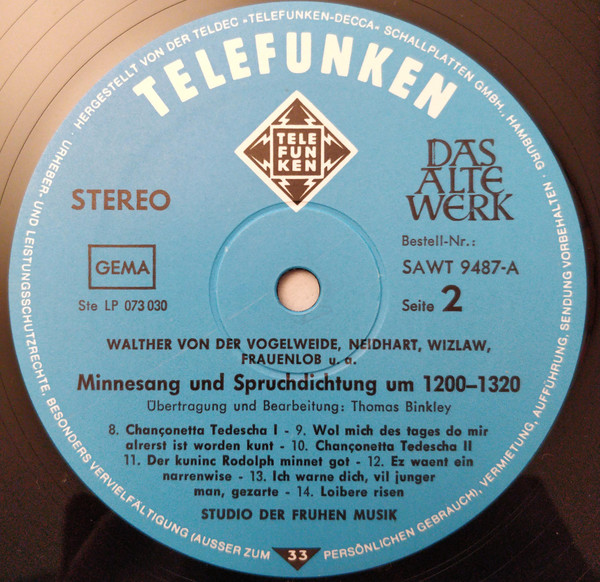 HERGESTELLT VON DER TELDEC »TELEFUNKEN-DECCA« SCHALLPLATTEN GMBH., HAMBURG · URHEBER- UND LEISTUNGSSCHUTZRECHTE, BESONDERS VERVIELFÄLTIGUNG (AUSSER ZUM PERSÖNLICHEN GEBRAUCH), VERMIETUNG, AUFFÜHRUNG, SENDUNG VORBEHALTEN ·
TELEFUNKEN
TELE
FUN
KEN
STEREO
DAS
ALTE
WERK
GEMA
Ste LP 073 030
Bestell-Nr.:
SAWT 9487-A
Seite 2
WALTHER VON DER VOGELWEIDE, NEIDHART, WIZLAW,
FRAUENLOB u. a.
Minnesang und Spruchdichtung um 1200–1320
Übertragung und Bearbeitung: Thomas Binkley
8. Chançonetta Tedescha I - 9. Wol mich des tages do mir
alrerst ist worden kunt - 10. Chançonetta Tedescha II
11. Der kuninc Rodolph minnet got - 12. Ez waent ein
narrenwise - 13. Ich warne dich, vil junger
man, gezarte - 14. Loibere risen
STUDIO DER FRUHEN MUSIK
33